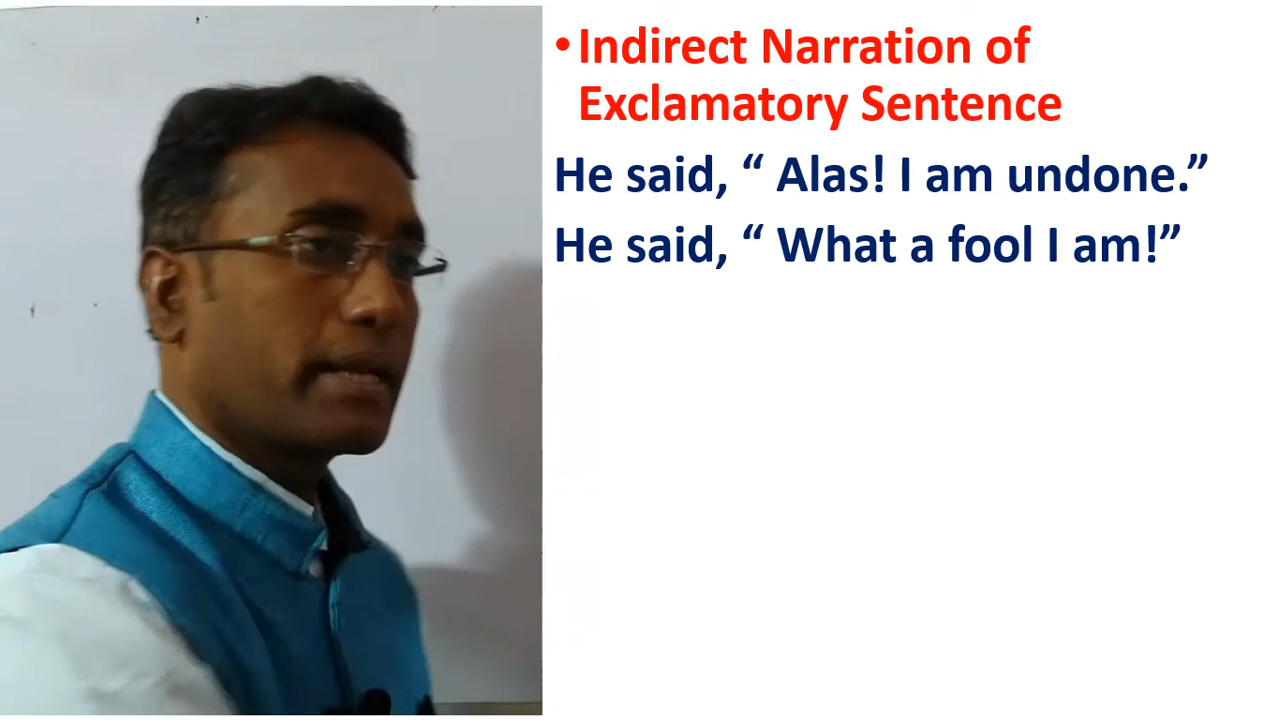 • Indirect Narration of
Exclamatory Sentence
He said, “ Alas! I am undone.”
He said, “ What a fool I am!”